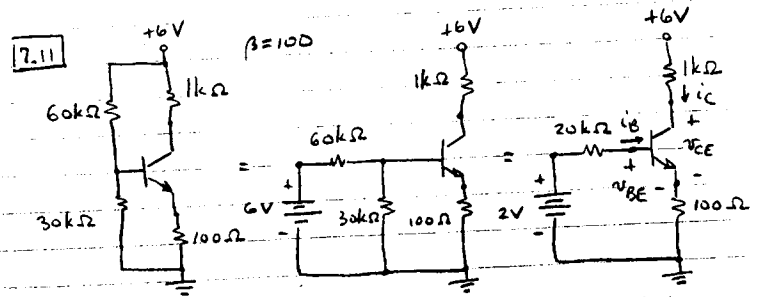 7.11
+6V
β=100
60kΩ
1kΩ
30kΩ
100Ω
=
+6V
1kΩ
60kΩ
+
6V
-
30kΩ
100Ω
=
+6V
1kΩ
↓ iC
20kΩ
iB
+
vCE
-
+
vBE
-
+
2V
-
100Ω